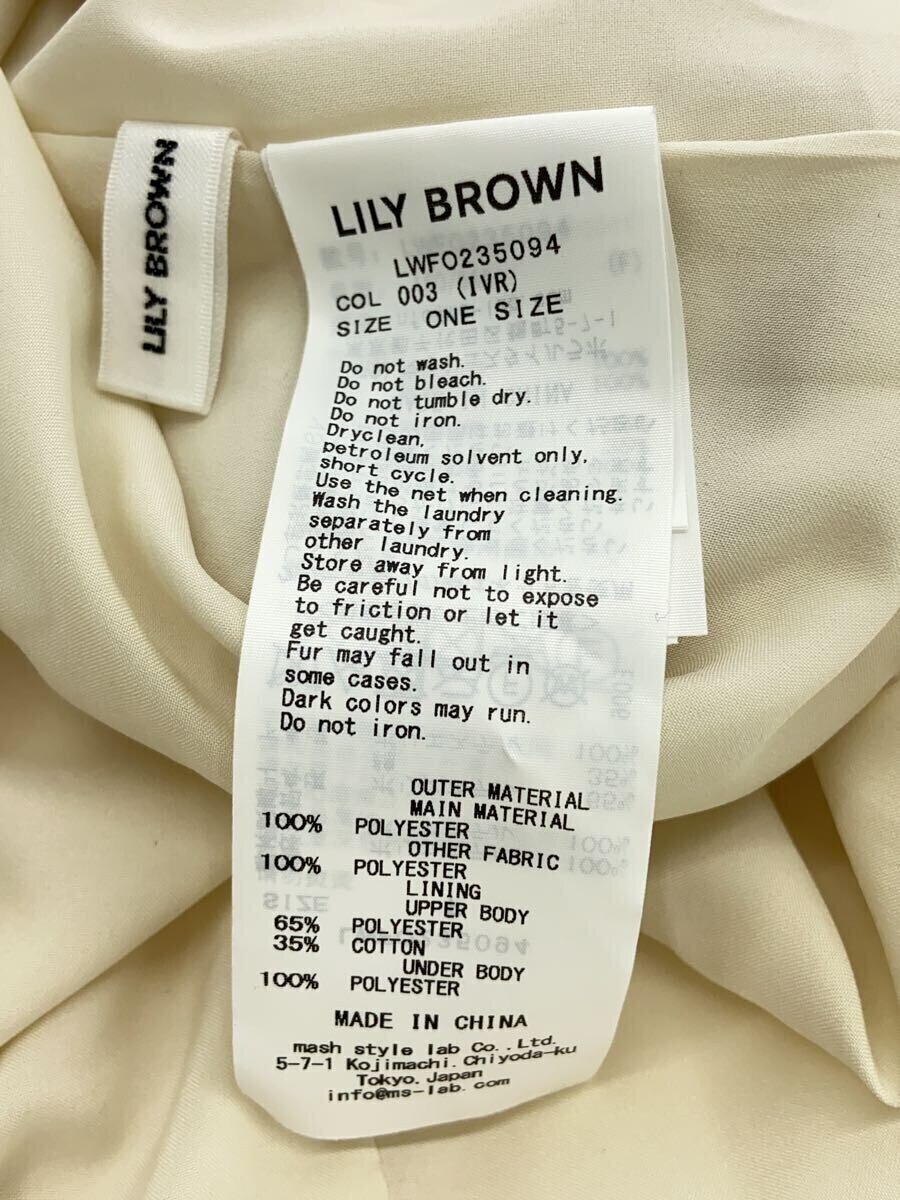 LILY BROWN
LILY BROWN
LWFO235094
COL 003 (IVR)
SIZE ONE SIZE
Do not wash.
Do not bleach.
Do not tumble dry.
Do not iron.
Dryclean,
petroleum solvent only,
short cycle.
Use the net when cleaning.
Wash the laundry
separately from
other laundry.
Store away from light.
Be careful not to expose
to friction or let it
get caught.
Fur may fall out in
some cases.
Dark colors may run.
Do not iron.
OUTER MATERIAL
MAIN MATERIAL
100% POLYESTER
OTHER FABRIC
100% POLYESTER
LINING
UPPER BODY
65% POLYESTER
35% COTTON
UNDER BODY
100% POLYESTER
MADE IN CHINA
mash style lab Co., Ltd.
5-7-1 Kojimachi, Chiyoda-ku
Tokyo, Japan
info@ms-lab.com